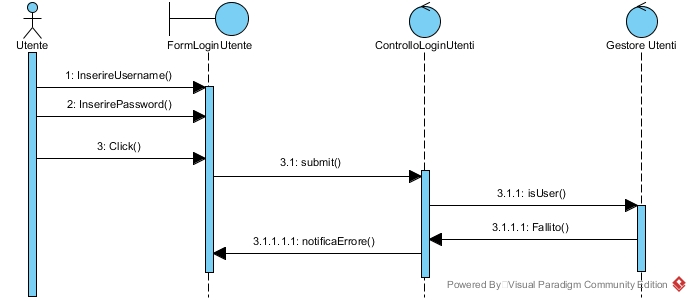 Utente
FormLoginUtente
ControlloLoginUtenti
Gestore Utenti
1: InserireUsername()
2: InserirePassword()
3: Click()
3.1: submit()
3.1.1: isUser()
3.1.1.1: Fallito()
3.1.1.1.1: notificaErrore()
Powered By Visual Paradigm Community Edition